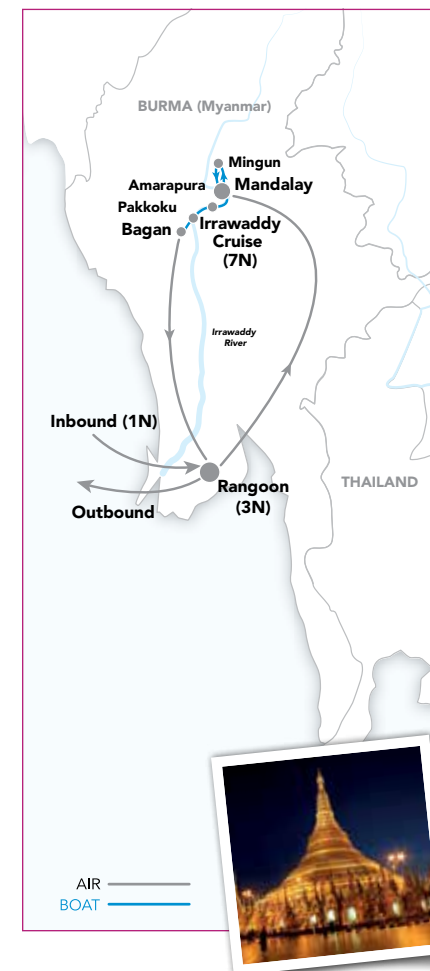 BURMA (Myanmar)
Mingun
Amarapura
Mandalay
Pakkoku
Irrawaddy
Cruise
(7N)
Bagan
Irrawaddy
River
Inbound (1N)
THAILAND
Rangoon
(3N)
Outbound
AIR
BOAT